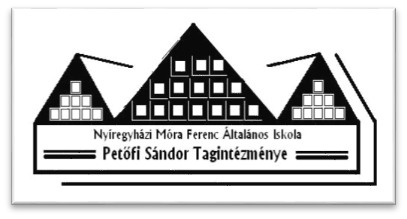 Nyíregyházi Móra Ferenc Általános Iskola
Petőfi Sándor Tagintézménye